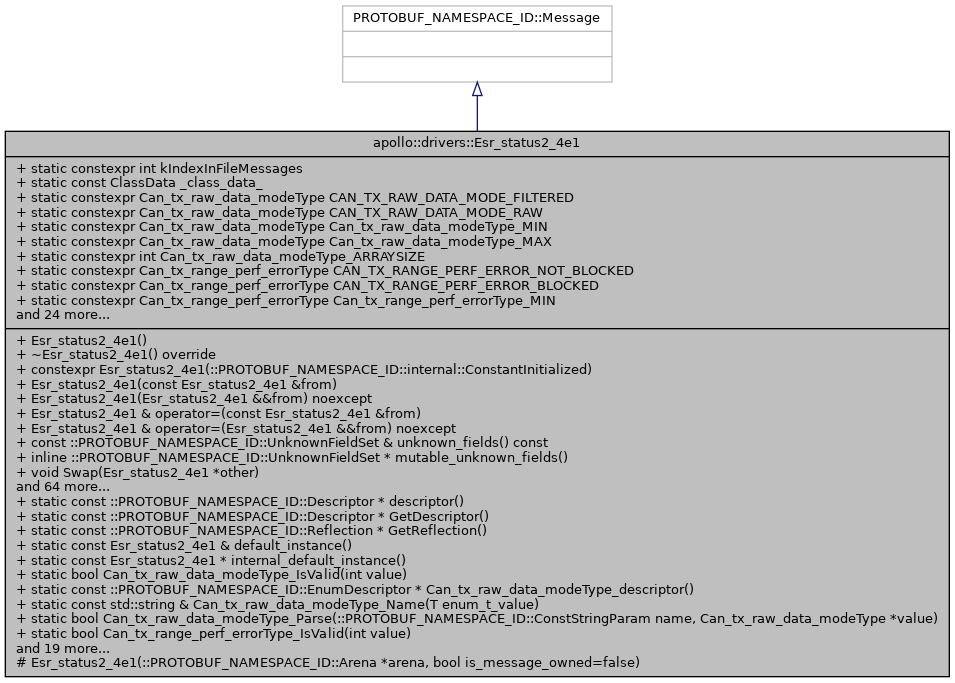 PROTOBUF_NAMESPACE_ID::Message
apollo::drivers::Esr_status2_4e1
+ static constexpr int kIndexInFileMessages
+ static const ClassData _class_data_
+ static constexpr Can_tx_raw_data_modeType CAN_TX_RAW_DATA_MODE_FILTERED
+ static constexpr Can_tx_raw_data_modeType CAN_TX_RAW_DATA_MODE_RAW
+ static constexpr Can_tx_raw_data_modeType Can_tx_raw_data_modeType_MIN
+ static constexpr Can_tx_raw_data_modeType Can_tx_raw_data_modeType_MAX
+ static constexpr int Can_tx_raw_data_modeType_ARRAYSIZE
+ static constexpr Can_tx_range_perf_errorType CAN_TX_RANGE_PERF_ERROR_NOT_BLOCKED
+ static constexpr Can_tx_range_perf_errorType CAN_TX_RANGE_PERF_ERROR_BLOCKED
+ static constexpr Can_tx_range_perf_errorType Can_tx_range_perf_errorType_MIN
and 24 more...
+ Esr_status2_4e1()
+ ~Esr_status2_4e1() override
+ constexpr Esr_status2_4e1(::PROTOBUF_NAMESPACE_ID::internal::ConstantInitialized)
+ Esr_status2_4e1(const Esr_status2_4e1 &from)
+ Esr_status2_4e1(Esr_status2_4e1 &&from) noexcept
+ Esr_status2_4e1 & operator=(const Esr_status2_4e1 &from)
+ Esr_status2_4e1 & operator=(Esr_status2_4e1 &&from) noexcept
+ const ::PROTOBUF_NAMESPACE_ID::UnknownFieldSet & unknown_fields() const
+ inline ::PROTOBUF_NAMESPACE_ID::UnknownFieldSet * mutable_unknown_fields()
+ void Swap(Esr_status2_4e1 *other)
and 64 more...
+ static const ::PROTOBUF_NAMESPACE_ID::Descriptor * descriptor()
+ static const ::PROTOBUF_NAMESPACE_ID::Descriptor * GetDescriptor()
+ static const ::PROTOBUF_NAMESPACE_ID::Reflection * GetReflection()
+ static const Esr_status2_4e1 & default_instance()
+ static const Esr_status2_4e1 * internal_default_instance()
+ static bool Can_tx_raw_data_modeType_IsValid(int value)
+ static const ::PROTOBUF_NAMESPACE_ID::EnumDescriptor * Can_tx_raw_data_modeType_descriptor()
+ static const std::string & Can_tx_raw_data_modeType_Name(T enum_t_value)
+ static bool Can_tx_raw_data_modeType_Parse(::PROTOBUF_NAMESPACE_ID::ConstStringParam name, Can_tx_raw_data_modeType *value)
+ static bool Can_tx_range_perf_errorType_IsValid(int value)
and 19 more...
# Esr_status2_4e1(::PROTOBUF_NAMESPACE_ID::Arena *arena, bool is_message_owned=false)